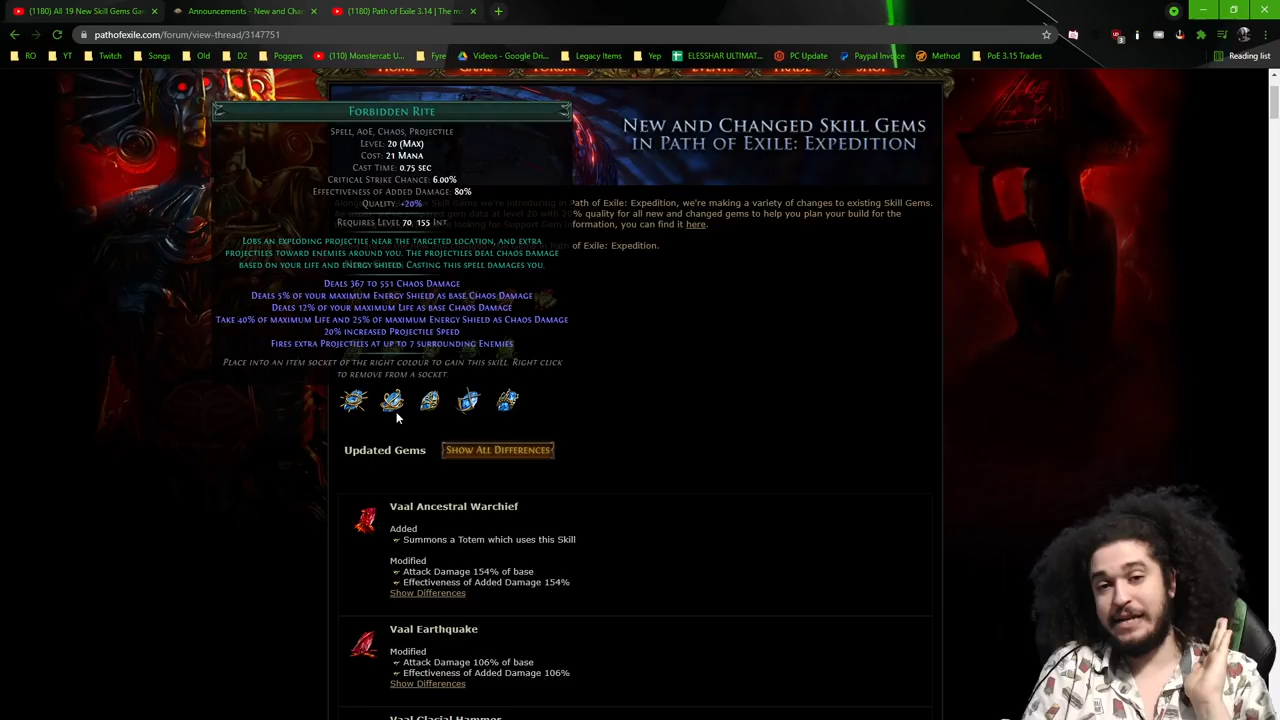 (1180) All 19 New Skill Gems Ga
Announcements - New and Chan
(1180) Path of Exile 3.14 | The m
pathofexile.com/forum/view-thread/3147751
RO
YT
Twitch
Songs
Old
D2
Poggers
(110) Monstercat: U...
Fyre
Videos - Google Dri...
Legacy Items
Yep
ELESSHAR ULTIMAT...
PC Update
Paypal Invoice
Method
PoE 3.15 Trades
Reading list
HOME
GAME
FORUM
EVENTS
TRADE
SHOP
NEW AND CHANGED SKILL GEMS
IN PATH OF EXILE: EXPEDITION
FORBIDDEN RITE
SPELL, AOE, CHAOS, PROJECTILE
LEVEL: 20 (MAX)
COST: 21 MANA
CAST TIME: 0.75 SEC
CRITICAL STRIKE CHANCE: 6.00%
EFFECTIVENESS OF ADDED DAMAGE: 80%
QUALITY: +20%
REQUIRES LEVEL 70, 155 INT
Path of Exile: Expedition, we're making a variety of changes to existing Skill Gems.
% quality for all new and changed gems to help you plan your build for the
formation, you can find it here.
th of Exile: Expedition.
LOBS AN EXPLODING PROJECTILE NEAR THE TARGETED LOCATION, AND EXTRA
PROJECTILES TOWARD ENEMIES AROUND YOU. THE PROJECTILES DEAL CHAOS DAMAGE
BASED ON YOUR LIFE AND ENERGY SHIELD. CASTING THIS SPELL DAMAGES YOU.
DEALS 367 TO 551 CHAOS DAMAGE
DEALS 5% OF YOUR MAXIMUM ENERGY SHIELD AS BASE CHAOS DAMAGE
DEALS 12% OF YOUR MAXIMUM LIFE AS BASE CHAOS DAMAGE
TAKE 40% OF MAXIMUM LIFE AND 25% OF MAXIMUM ENERGY SHIELD AS CHAOS DAMAGE
20% INCREASED PROJECTILE SPEED
FIRES EXTRA PROJECTILES AT UP TO 7 SURROUNDING ENEMIES
PLACE INTO AN ITEM SOCKET OF THE RIGHT COLOUR TO GAIN THIS SKILL. RIGHT CLICK
TO REMOVE FROM A SOCKET.
Updated Gems
SHOW ALL DIFFERENCES
Vaal Ancestral Warchief
Added
Summons a Totem which uses this Skill
Modified
Attack Damage 154% of base
Effectiveness of Added Damage 154%
Show Differences
Vaal Earthquake
Modified
Attack Damage 106% of base
Effectiveness of Added Damage 106%
Show Differences
Vaal Glacial Hammer